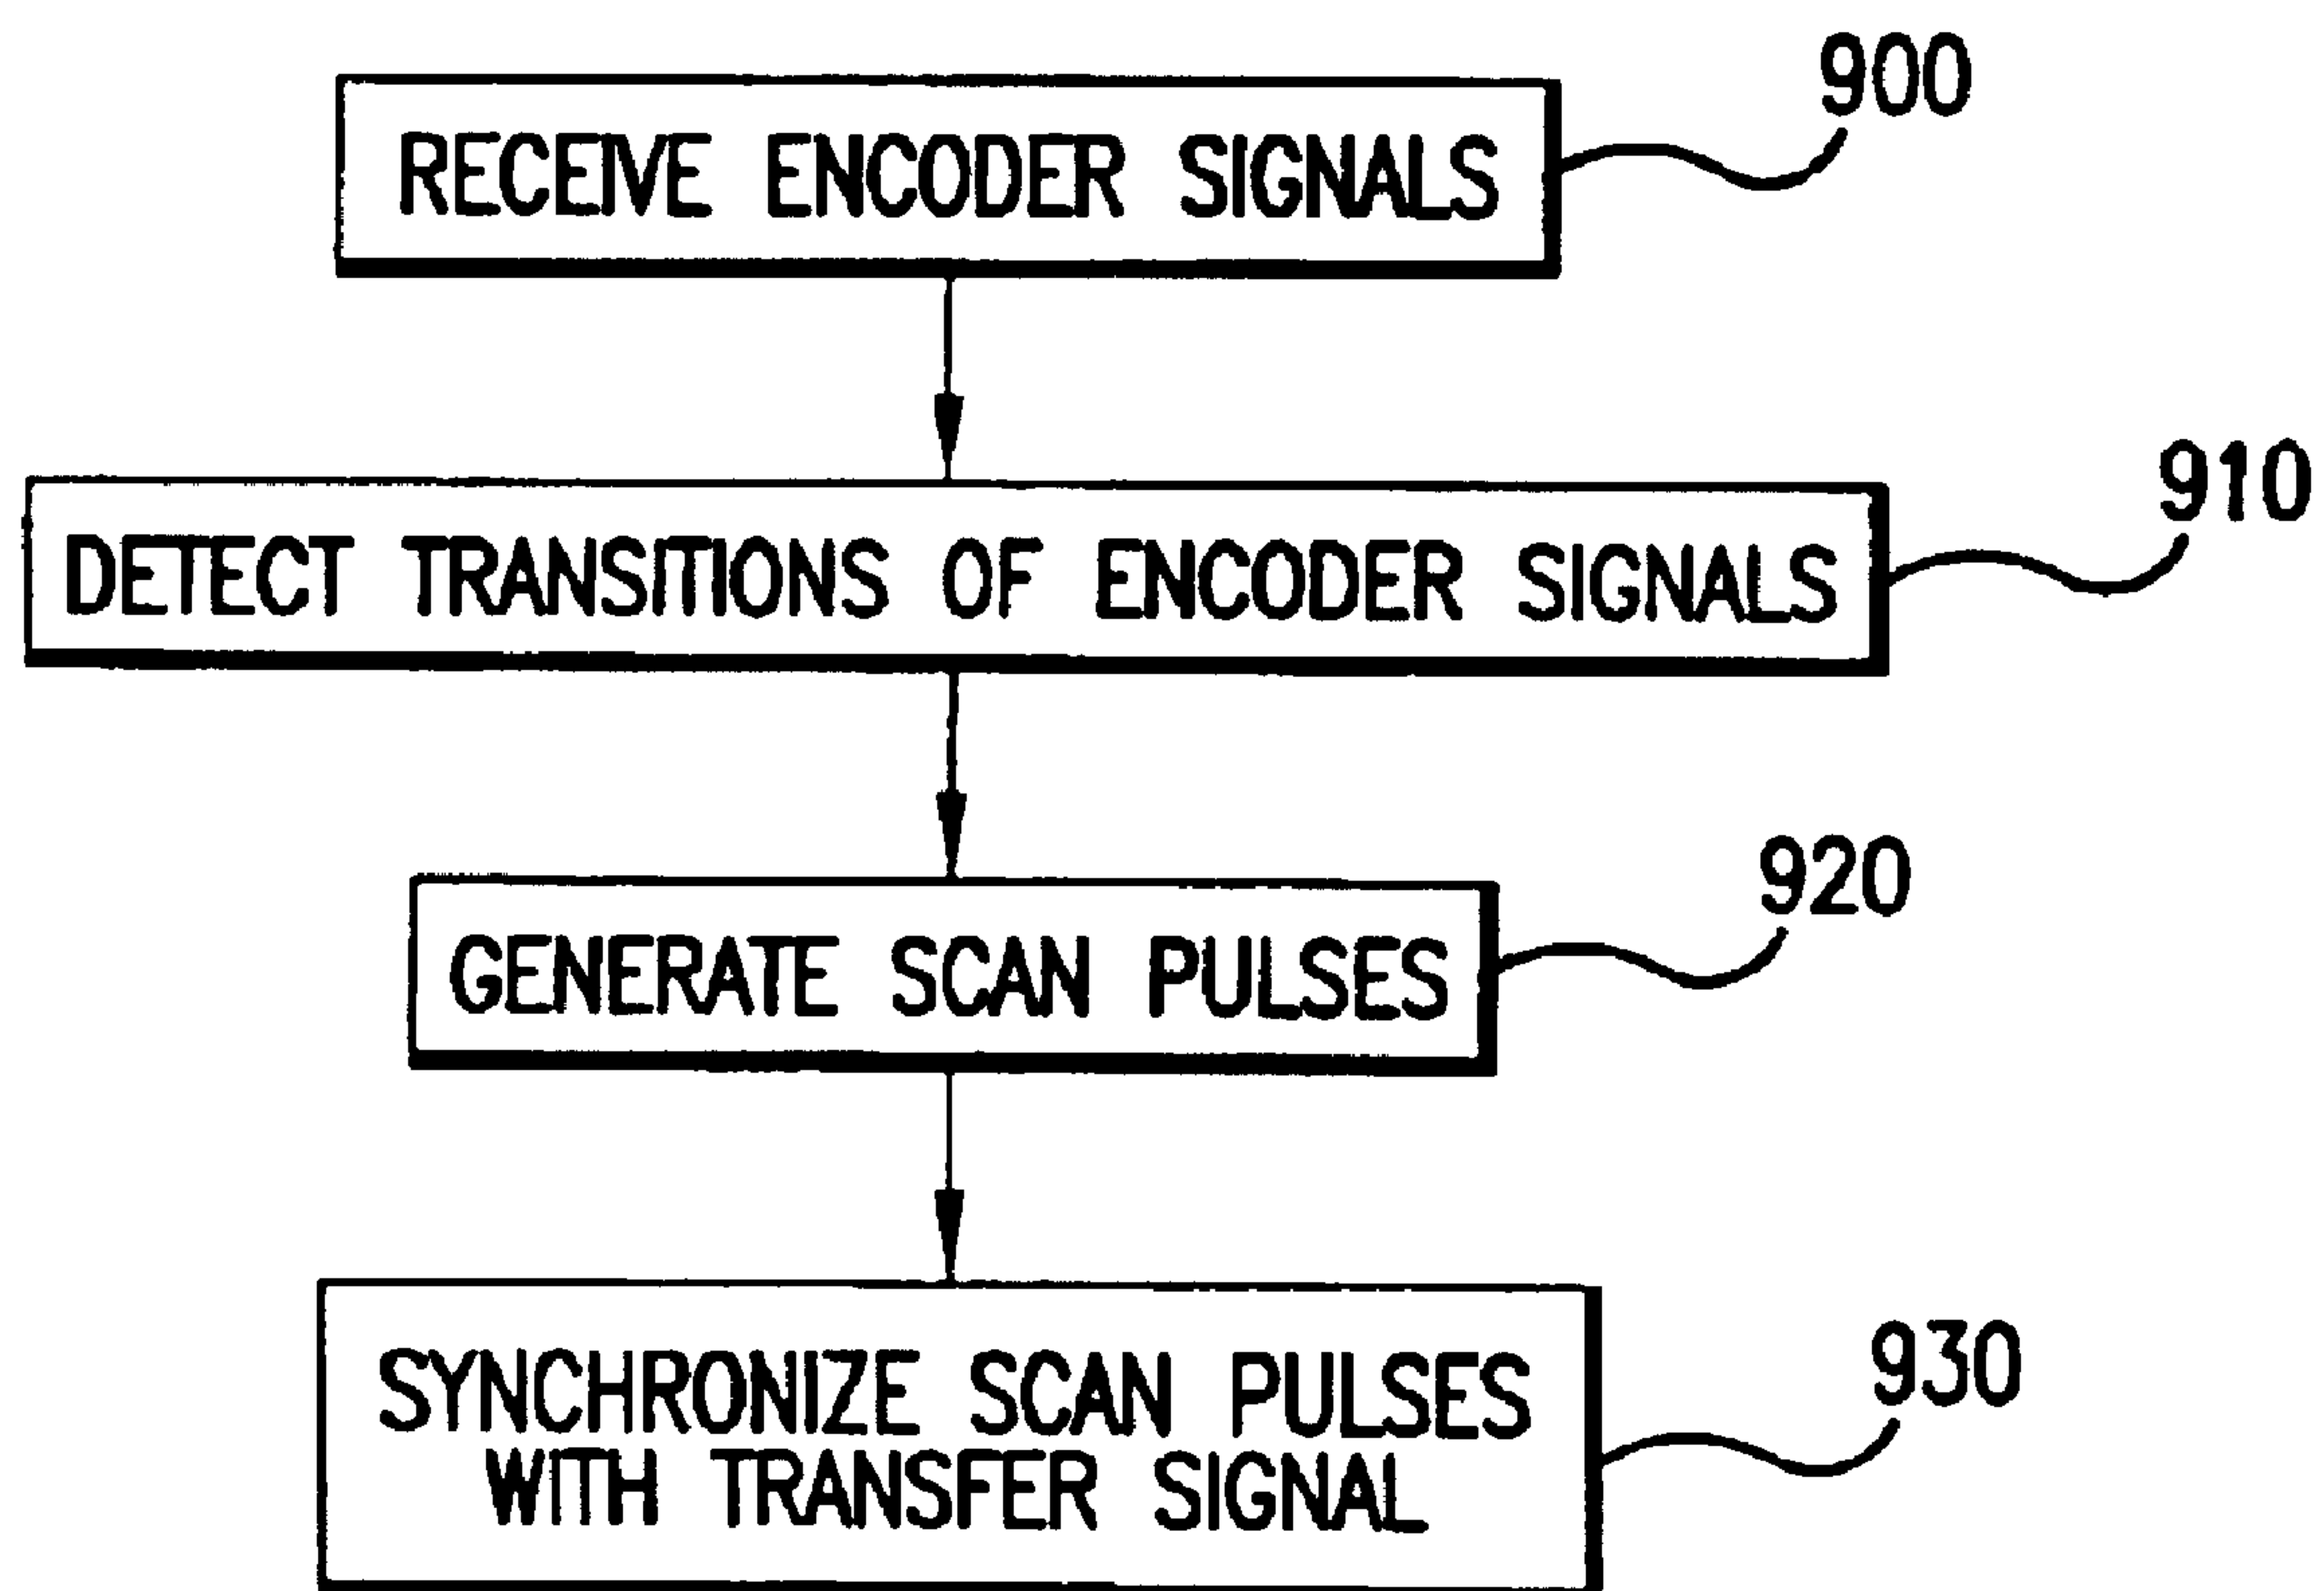 900
RECEIVE ENCODER SIGNALS
910
DETECT TRANSITIONS OF ENCODER SIGNALS
920
GENERATE SCAN PULSES
930
SYNCHRONIZE SCAN PULSES
WITH TRANSFER SIGNAL